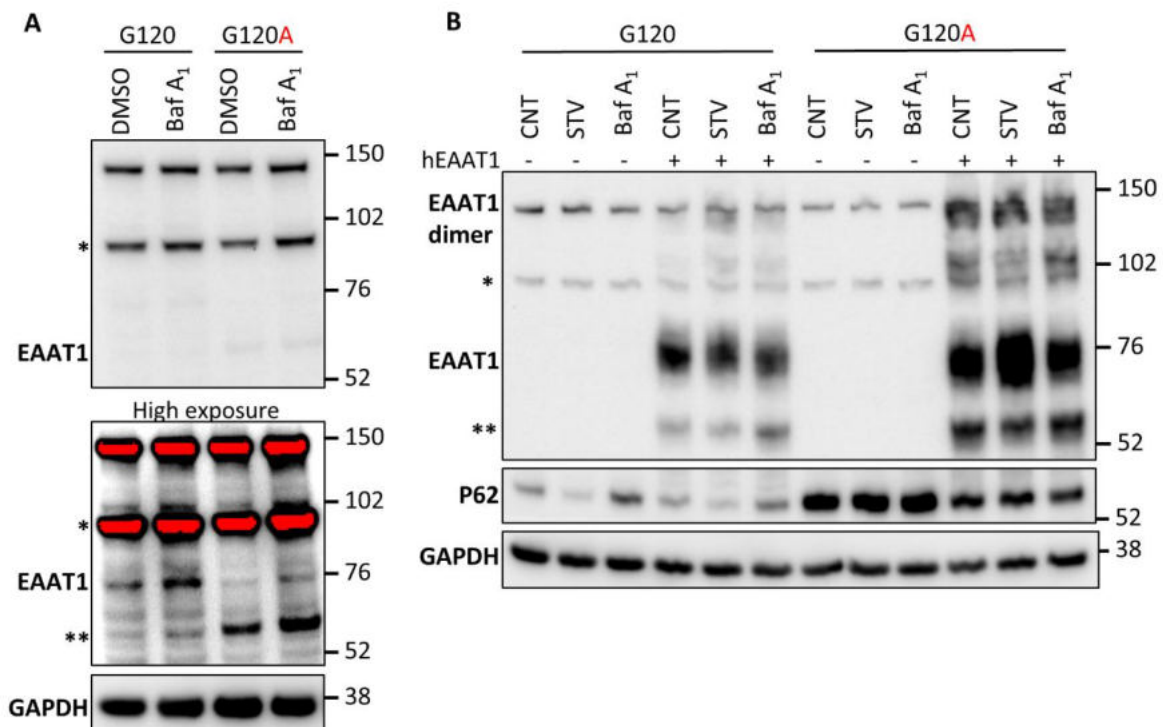 A
G120 G120A
DMSO Baf A₁ DMSO Baf A₁
150
102
*
76
EAAT1
52
High exposure
150
102
*
EAAT1 76
**
52
GAPDH 38
B
G120 G120A
CNT STV Baf A₁ CNT STV Baf A₁ CNT STV Baf A₁ CNT STV Baf A₁
hEAAT1 - - - + + + - - - + + +
EAAT1 150
dimer
102
*
EAAT1 76
**
52
P62
52
GAPDH 38